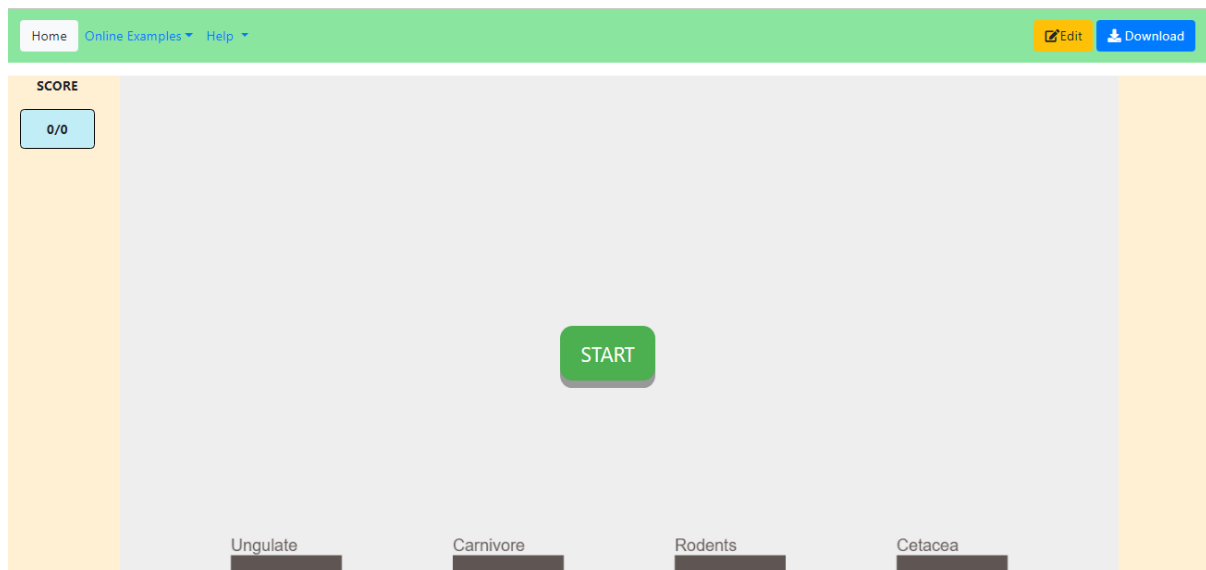 Home Online Examples Help Edit Download
SCORE
0/0
START
Ungulate Carnivore Rodents Cetacea